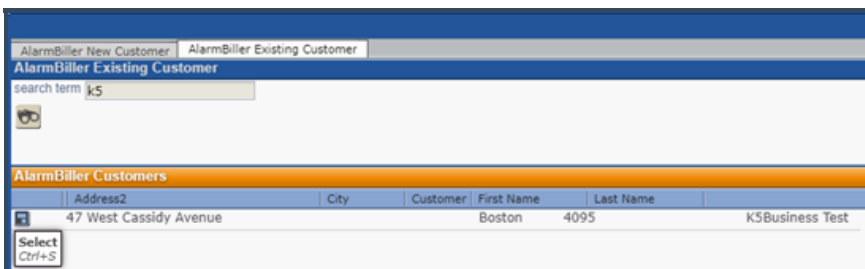 AlarmBiller New Customer AlarmBiller Existing Customer
AlarmBiller Existing Customer
search term k5
AlarmBiller Customers
Address2 City Customer First Name Last Name
47 West Cassidy Avenue Boston 4095 K5Business Test
Select
Ctrl+S